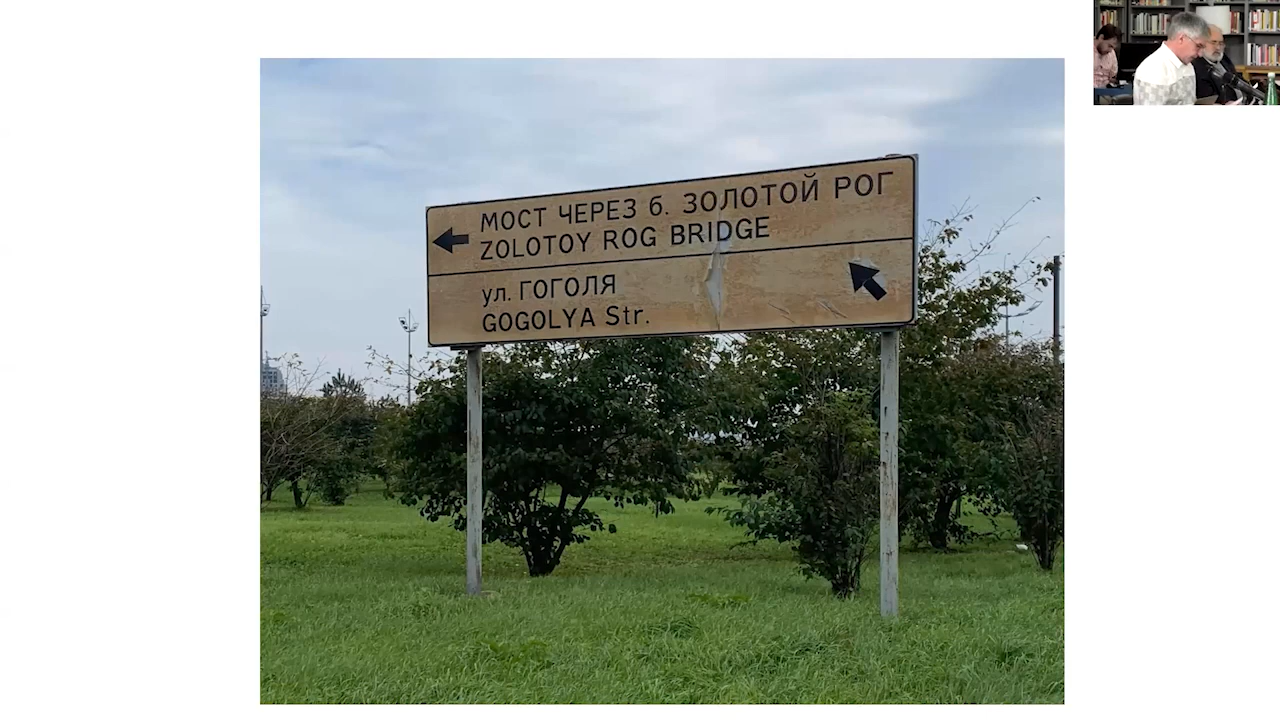 МОСТ ЧЕРЕЗ б. ЗОЛОТОЙ РОГ
ZOLOTOY ROG BRIDGE
ул. ГОГОЛЯ
GOGOLYA Str.